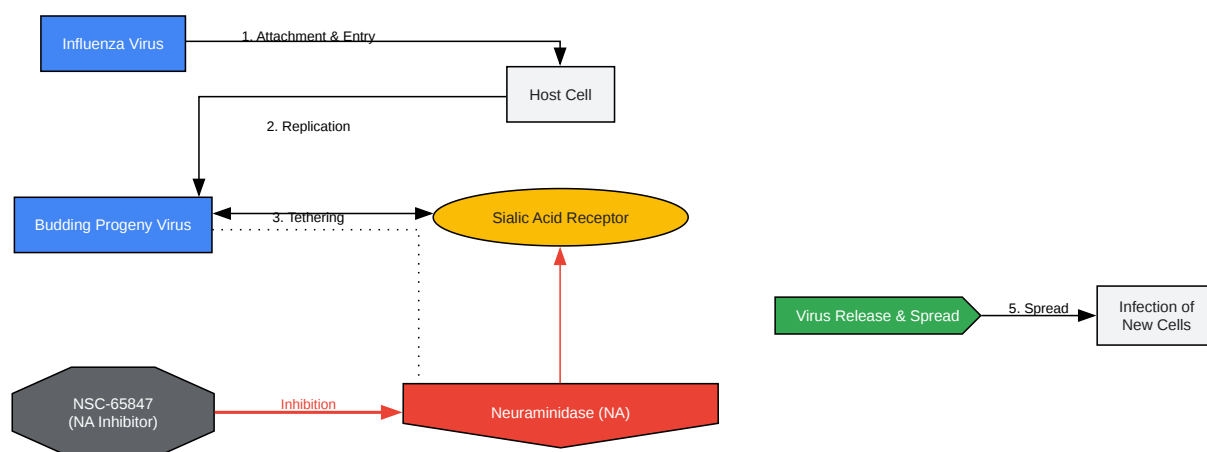 Influenza Virus
1. Attachment & Entry
Host Cell
2. Replication
Budding Progeny Virus
3. Tethering
Sialic Acid Receptor
Virus Release & Spread
5. Spread
Infection of
New Cells
NSC-65847
(NA Inhibitor)
Inhibition
Neuraminidase (NA)